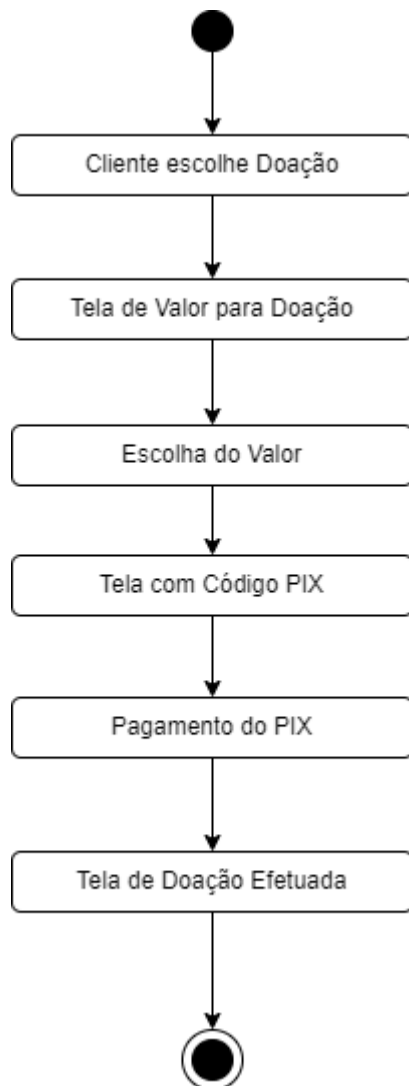 Cliente escolhe Doação
Tela de Valor para Doação
Escolha do Valor
Tela com Código PIX
Pagamento do PIX
Tela de Doação Efetuada